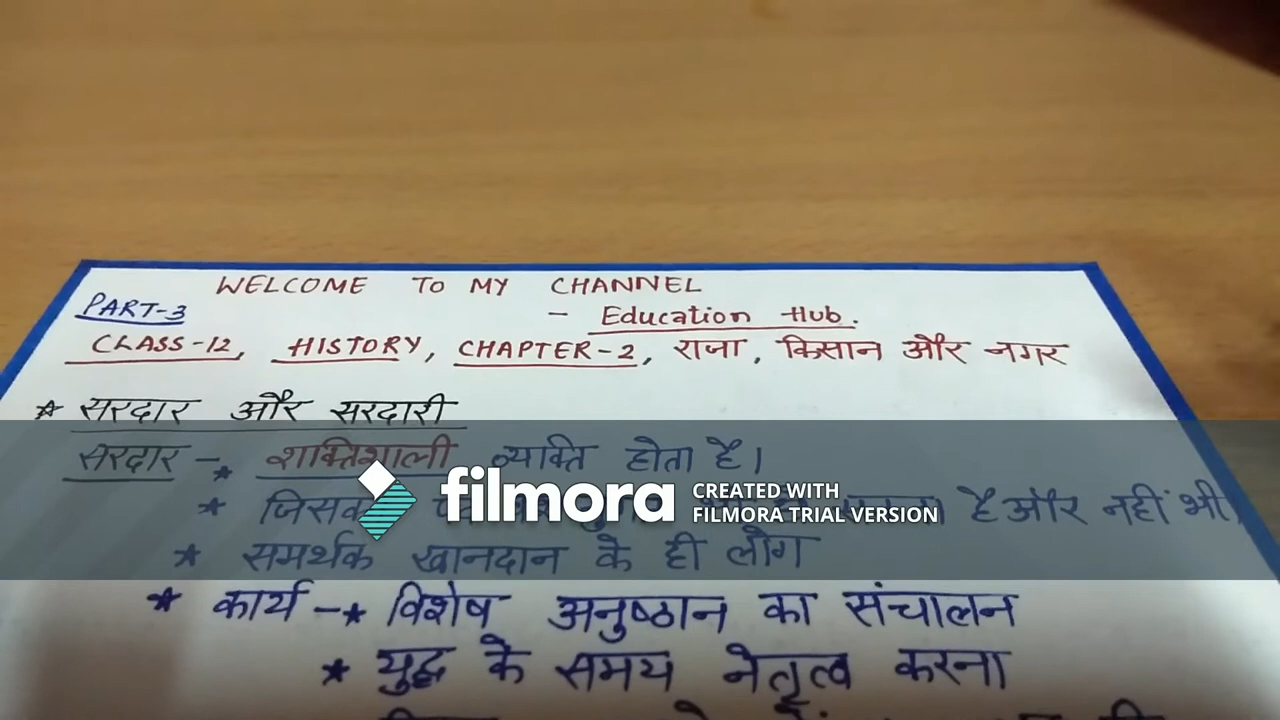 WELCOME TO MY CHANNEL
PART-3
- Education Hub.
CLASS-12, HISTORY, CHAPTER-2, राजा, किसान और नगर
* सरदार और सरदारी
सरदार - * शक्तिशाली व्यक्ति होता है।
* है और नहीं भी
* समर्थक खानदान के ही लोग
filmora CREATED WITH
FILMORA TRIAL VERSION
* कार्य - * विशेष अनुष्ठान का संचालन
* युद्ध के समय नेतृत्व करना